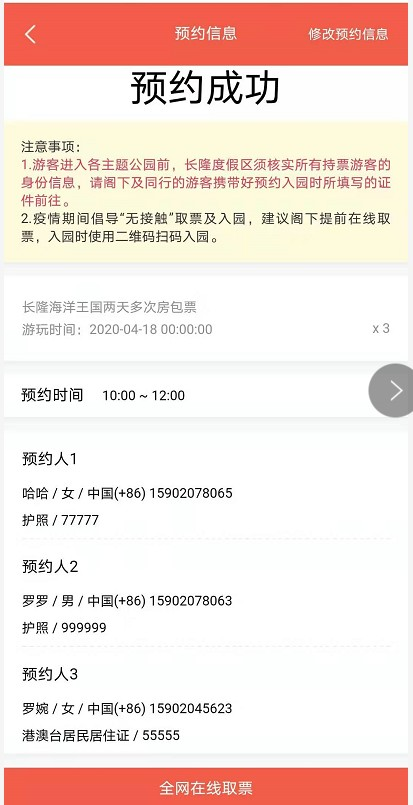 预约信息
修改预约信息
预约成功
注意事项：
1.游客进入各主题公园前，长隆度假区须核实所有持票游客的
身份信息，请阁下及同行的游客携带好预约入园时所填写的证
件前往。
2.疫情期间倡导“无接触”取票及入园，建议阁下提前在线取
票，入园时使用二维码扫码入园。
长隆海洋王国两天多次房包票
游玩时间：2020-04-18 00:00:00
x 3
预约时间 10:00 ~ 12:00
预约人1
哈哈 / 女 / 中国(+86) 15902078065
护照 / 77777
预约人2
罗罗 / 男 / 中国(+86) 15902078063
护照 / 999999
预约人3
罗婉 / 女 / 中国(+86) 15902045623
港澳台居民居住证 / 55555
全网在线取票